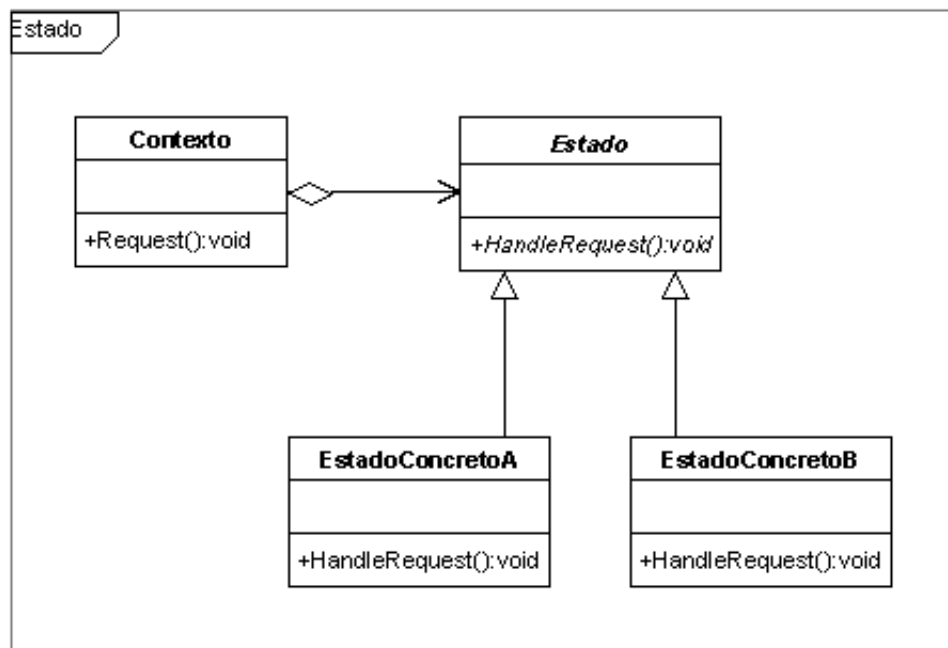 Estado
Contexto
+Request():void
Estado
+HandleRequest():void
EstadoConcretoA
+HandleRequest():void
EstadoConcretoB
+HandleRequest():void